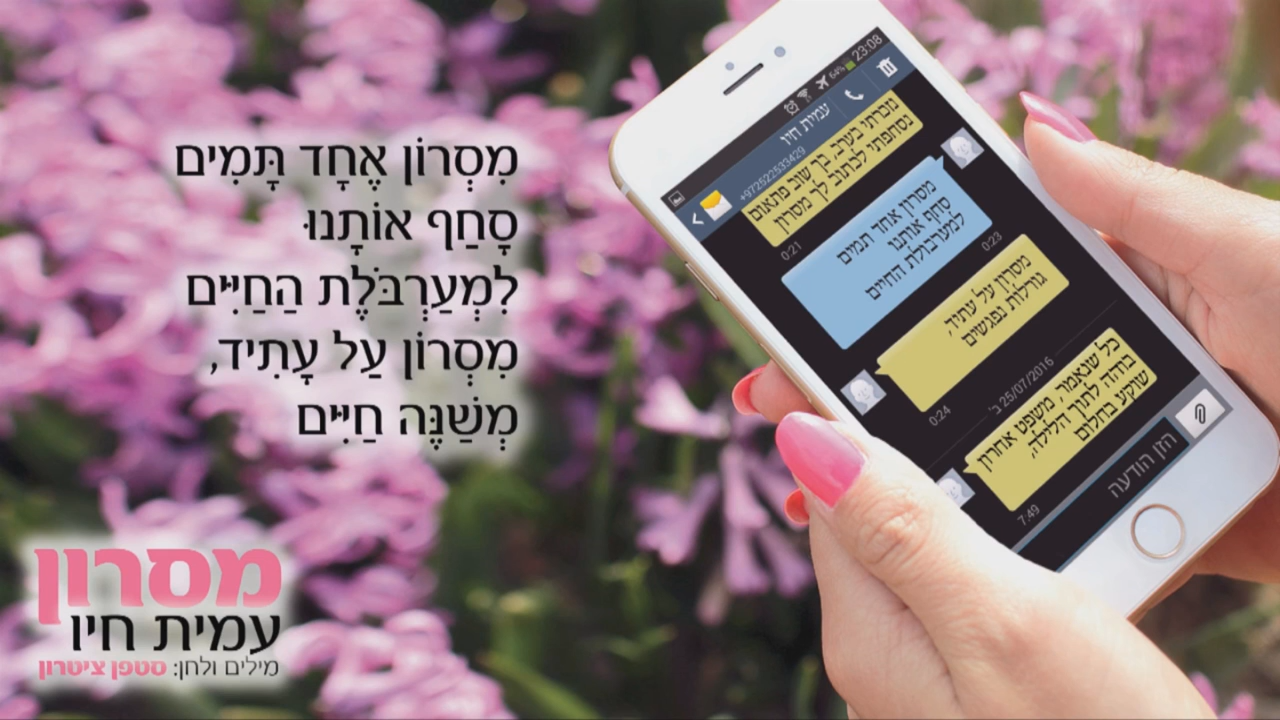 מִסְרוֹן אֶחָד תָּמִים
סָחַף אוֹתָנוּ
לִמְעַרְבֹּלֶת הַחַיִּים
מִסְרוֹן עַל עָתִיד,
מְשַׁנֶּה חַיִּים
מסרון
עמית חיו
מילים ולחן: סטפן ציטרון
64% 23:08
עמית חיו
+972522533429
נזכרתי בערב, בך שוב פתאום
נסחפתי לכתוב לך מסרון
0:21
מסרון אחד תמים
סחף אותנו
למערבולת החיים
0:23
מסרון על עתיד,
גורלות נפגשים
0:24
25/07/2016 ב'
כל שנאמר, משפט אחרון
בוהה לתוך הלילה,
שוקע בחלום
7:49
הזן הודעה